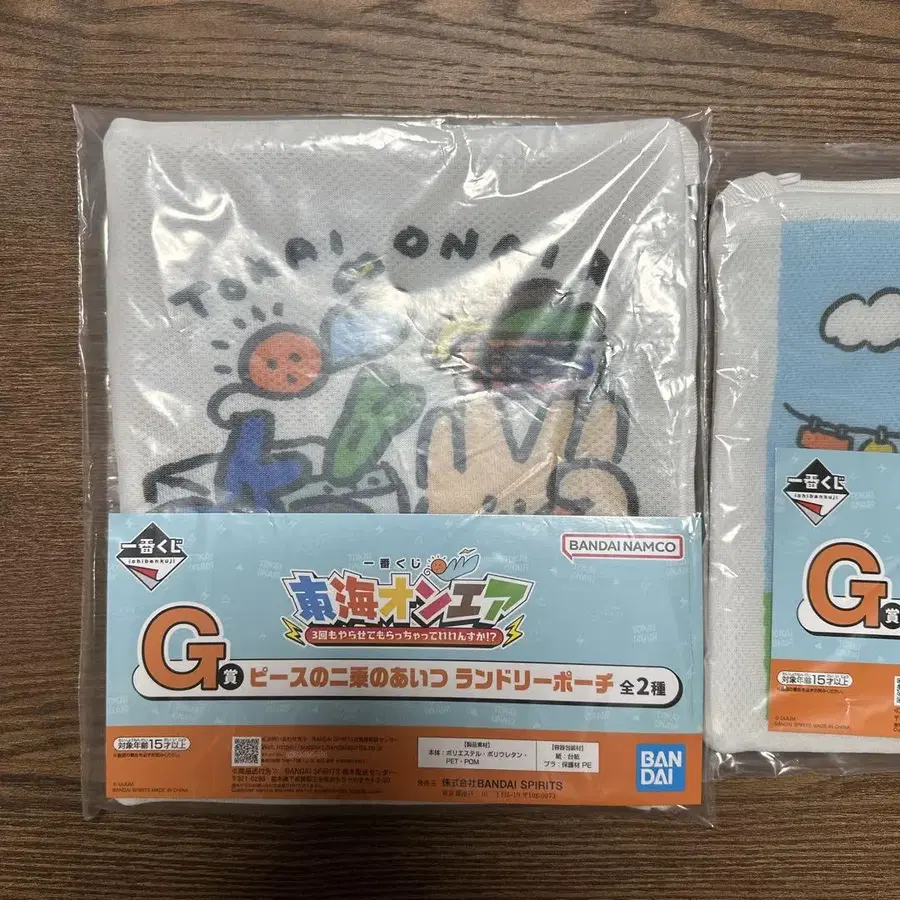 TOKAI ONAIR
一番くじ
ichibankuji
BANDAI NAMCO
一番くじ
東海オンエア
3回もやらせてもらっちゃっていいんすか!?
G賞
ピースの二乗のあいつ ランドリーポーチ 全2種
対象年齢15才以上
© UUUM
BANDAI SPIRITS MADE IN CHINA
【製品素材】
本体:ポリエステル・ポリウレタン・
PET・POM
【容器包装材】
紙:台紙
プラ:保護材 PE
株式会社BANDAI SPIRITS
BAN
DAI
一番くじ
ichibankuji
G賞
対象年齢15才以上
© UUUM
BANDAI SPIRITS MADE IN CHINA